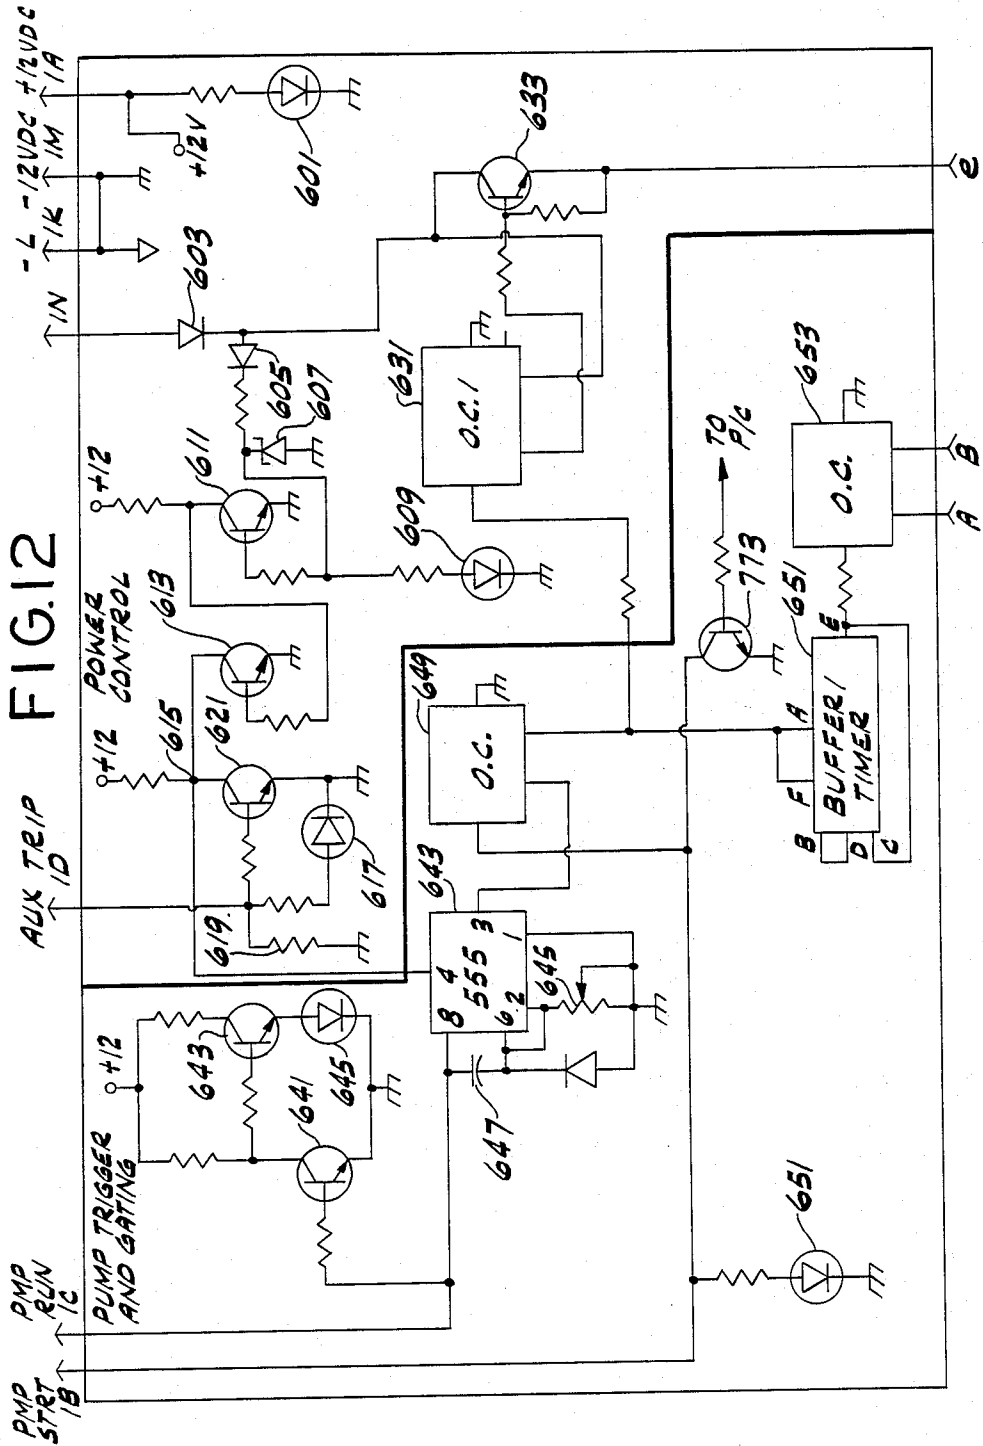 FIG.12
PMP
STRT
1B
PMP
RUN
1C
AUX TRIP
1D
1N
-L
1K
-12VDC
1M
+12VDC
1A
PUMP TRIGGER
AND GATING
+12
643
641
645
+12
615
POWER
CONTROL
+12
621
613
611
619.
617
603
605
607
609
+12V
601
633
631
O.C.1
647
643
8 4
555
6 2 3
1
645
649
O.C.
773
TO
P/C
651
651
BUFFER/
TIMER
B
D
C
F
A
E
653
O.C.
A
B
e